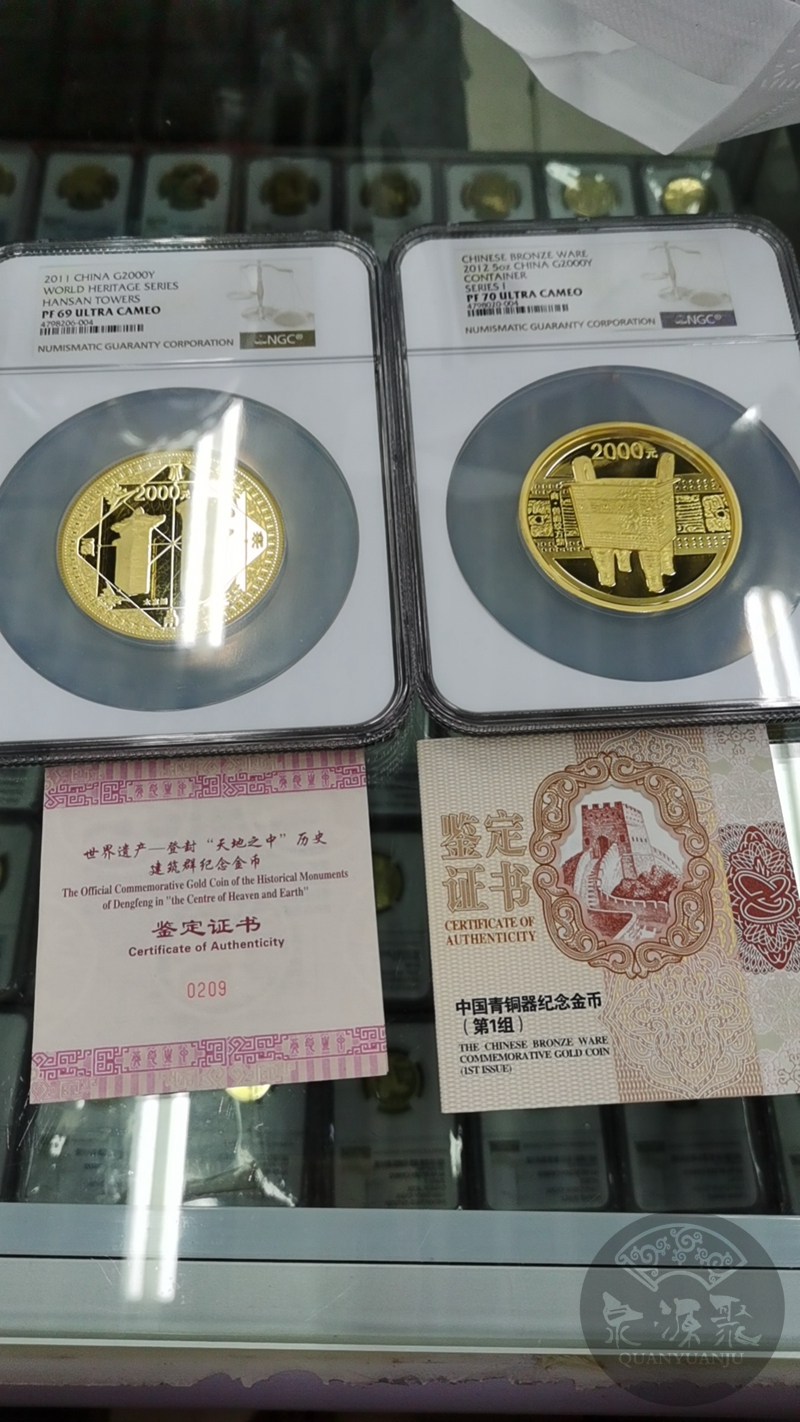 2011 CHINA G2000Y
WORLD HERITAGE SERIES
HANSAN TOWERS
PF 69 ULTRA CAMEO
4798206-004
NUMISMATIC GUARANTY CORPORATION
NGC
CHINESE BRONZE WARE
2012 5oz CHINA G2000Y
CONTAINER
SERIES I
PF 70 ULTRA CAMEO
4798020-004
NUMISMATIC GUARANTY CORPORATION
NGC
2000元
2000元
世界遗产—登封“天地之中”历史
建筑群纪念金币
The Official Commemorative Gold Coin of the Historical Monuments
of Dengfeng in "the Centre of Heaven and Earth"
鉴定证书
Certificate of Authenticity
0209
鉴定
证书
CERTIFICATE OF
AUTHENTICITY
中国青铜器纪念金币
（第1组）
THE CHINESE BRONZE WARE
COMMEMORATIVE GOLD COIN
(1ST ISSUE)
泉源聚
QUANYUANJU